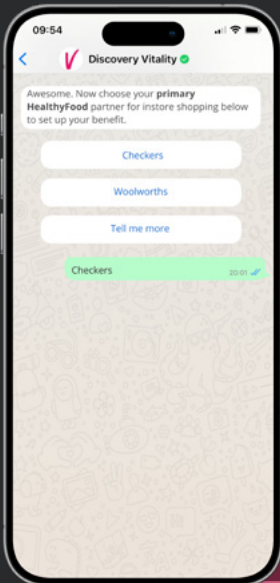 09:54
Discovery Vitality
Awesome. Now choose your primary
HealthyFood partner for instore shopping below
to set up your benefit.
Checkers
Woolworths
Tell me more
Checkers
20:01